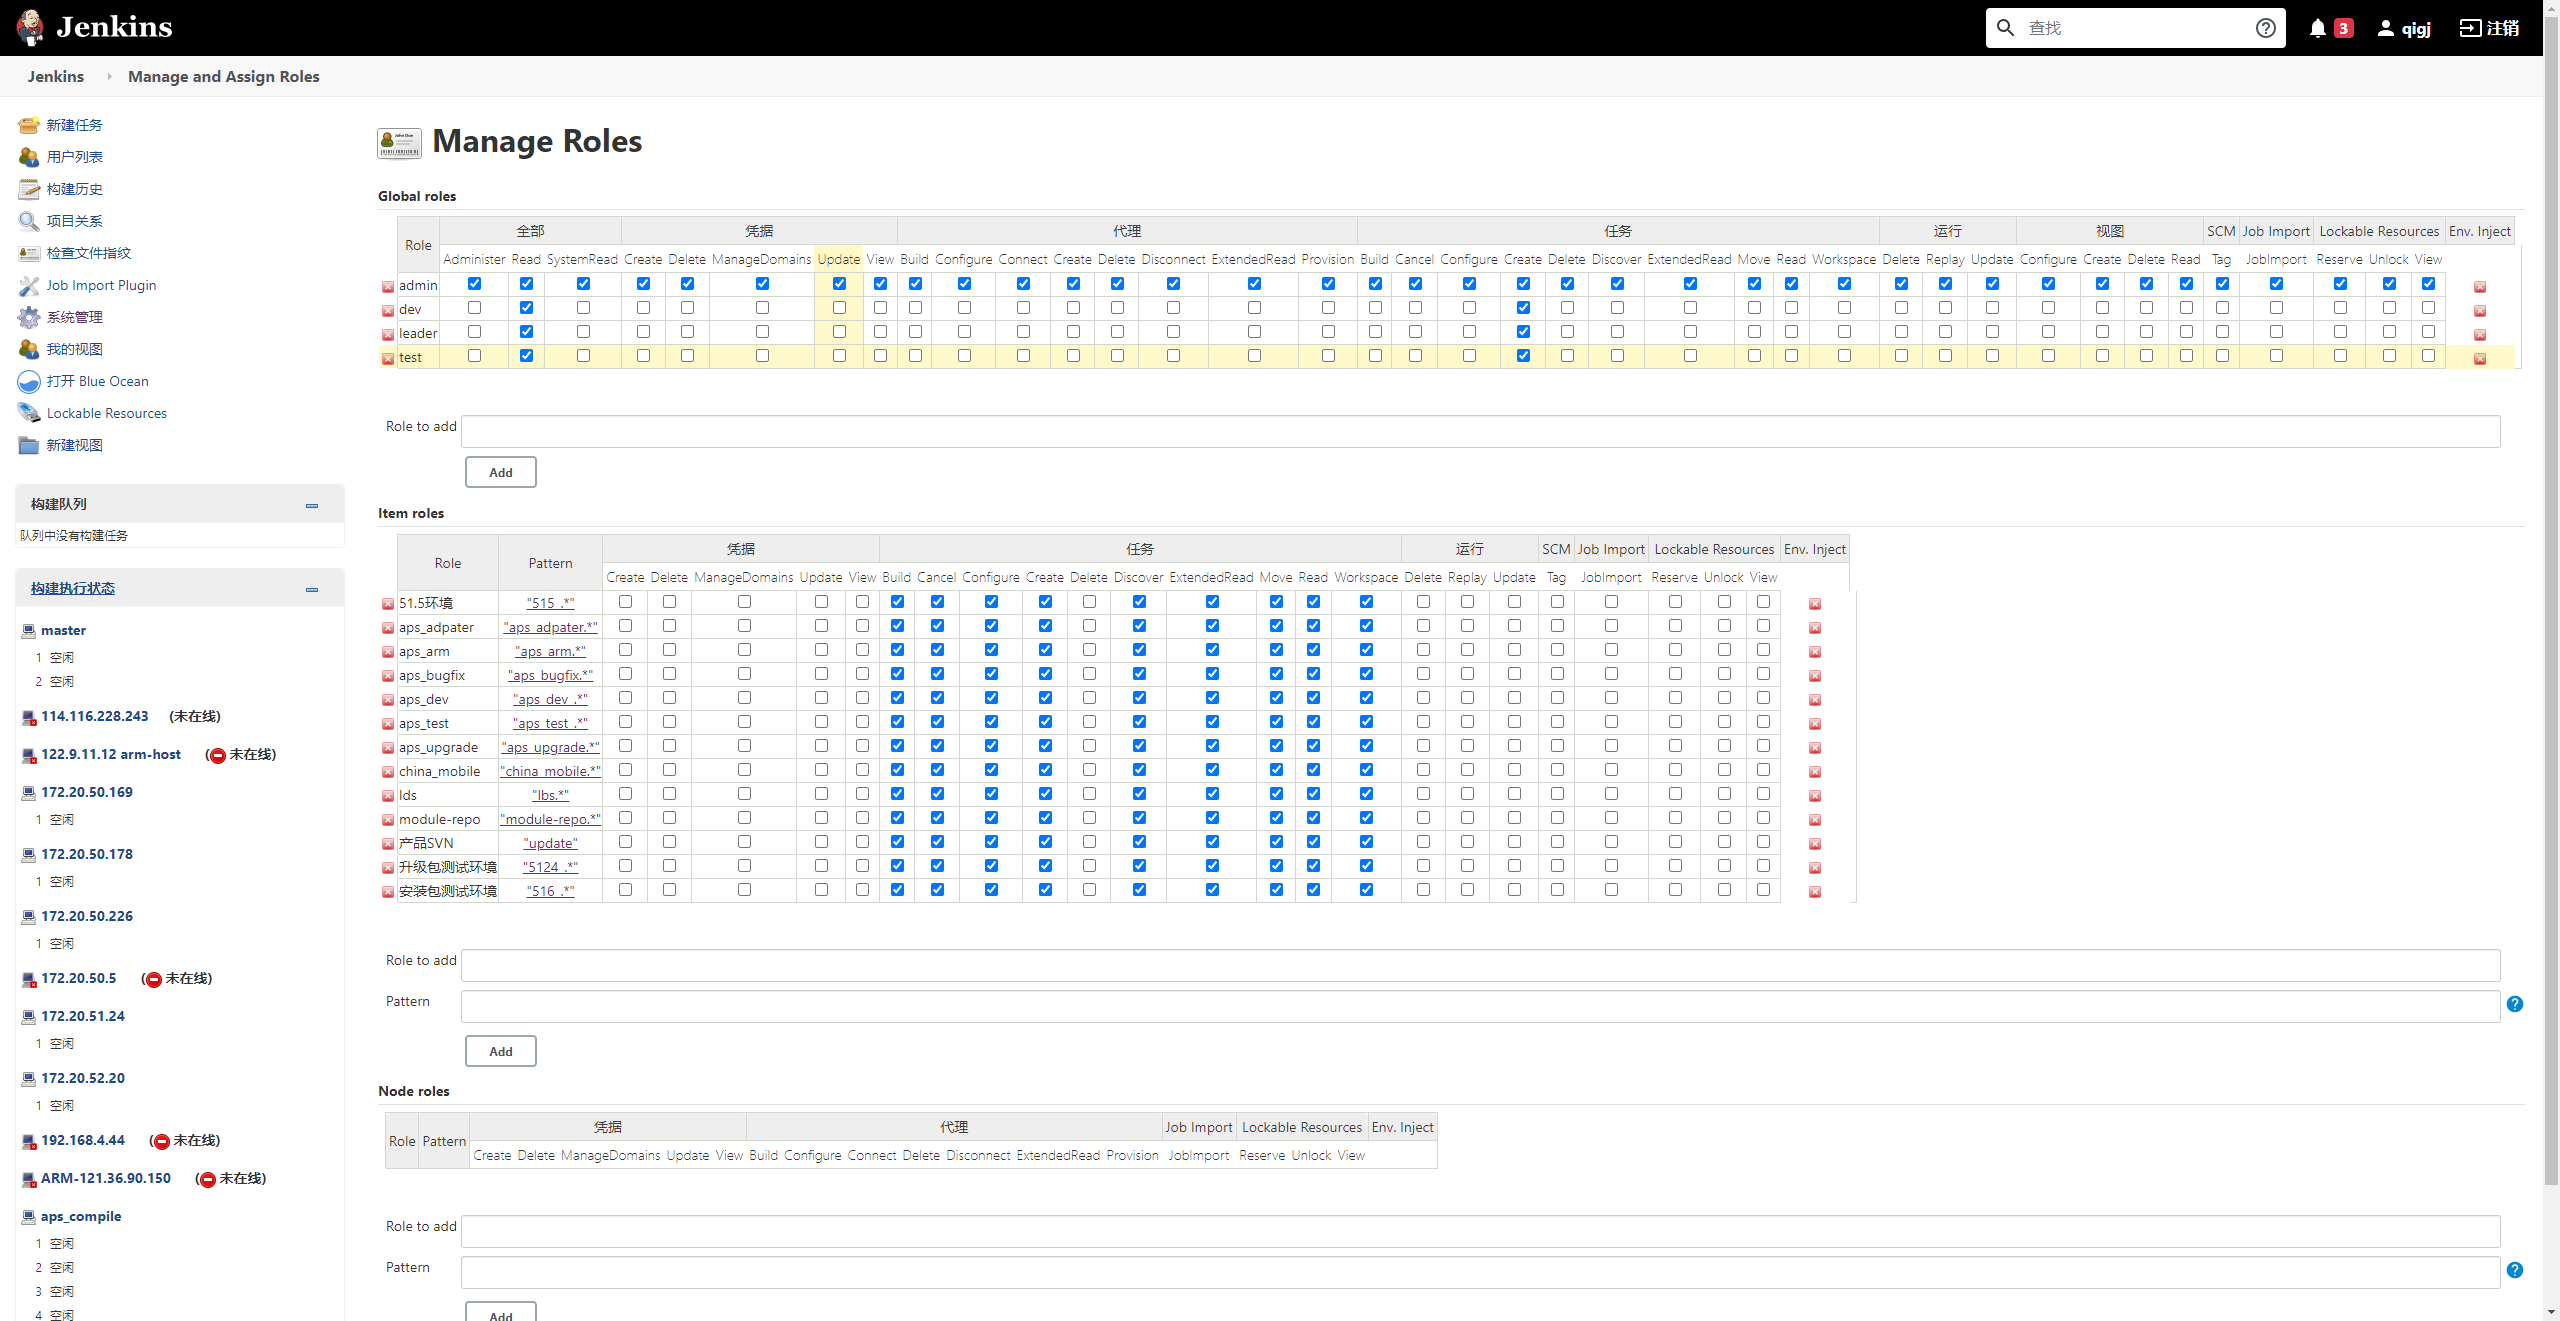 Jenkins
查找
3
qigj
注销
Jenkins
Manage and Assign Roles
新建任务
用户列表
构建历史
项目关系
检查文件指纹
Job Import Plugin
系统管理
我的视图
打开 Blue Ocean
Lockable Resources
新建视图
构建队列
队列中没有构建任务
构建执行状态
master
1 空闲
2 空闲
114.116.228.243 (未在线)
122.9.11.12 arm-host (未在线)
172.20.50.169
1 空闲
172.20.50.178
1 空闲
172.20.50.226
1 空闲
172.20.50.5 (未在线)
172.20.51.24
1 空闲
172.20.52.20
1 空闲
192.168.4.44 (未在线)
ARM-121.36.90.150 (未在线)
aps_compile
1 空闲
2 空闲
3 空闲
4 空闲
Manage Roles
Global roles
Role 全部 凭据 代理 任务 运行 视图 SCM Job Import Lockable Resources Env. Inject
Administer Read SystemRead Create Delete ManageDomains Update View Build Configure Connect Create Delete Disconnect ExtendedRead Provision Build Cancel Configure Create Delete Discover ExtendedRead Move Read Workspace Delete Replay Update Configure Create Delete Read Tag JobImport Reserve Unlock View
admin
dev
leader
test
Role to add
Add
Item roles
Role Pattern 凭据 任务 运行 SCM Job Import Lockable Resources Env. Inject
Create Delete ManageDomains Update View Build Cancel Configure Create Delete Discover ExtendedRead Move Read Workspace Delete Replay Update Tag JobImport Reserve Unlock View
51.5环境 "515_.*"
aps_adpater "aps_adpater.*"
aps_arm "aps_arm.*"
aps_bugfix "aps_bugfix.*"
aps_dev "aps_dev_.*"
aps_test "aps_test_.*"
aps_upgrade "aps_upgrade.*"
china_mobile "china_mobile.*"
lds "lbs.*"
module-repo "module-repo.*"
产品SVN "update"
升级包测试环境 "5124_.*"
安装包测试环境 "516_.*"
Role to add
Pattern
Add
Node roles
Role Pattern 凭据 代理 Job Import Lockable Resources Env. Inject
Create Delete ManageDomains Update View Build Configure Connect Delete Disconnect ExtendedRead Provision JobImport Reserve Unlock View
Role to add
Pattern
Add